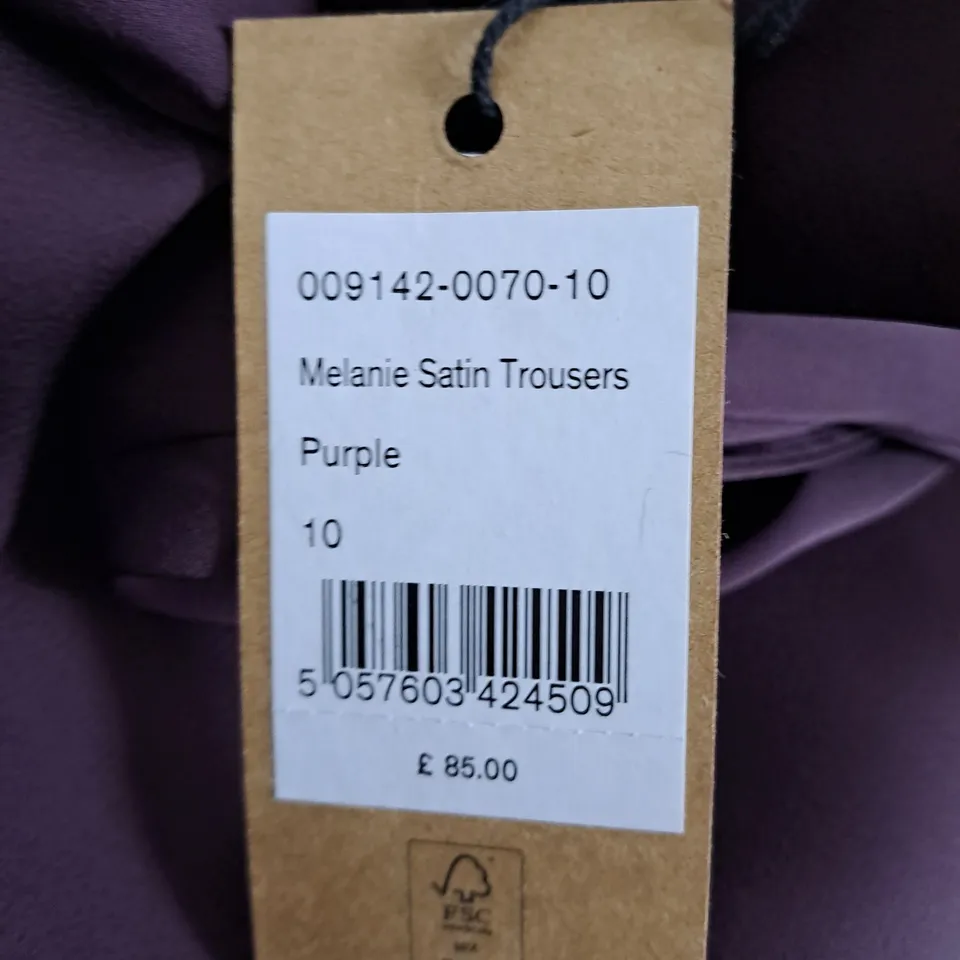 009142-0070-10
Melanie Satin Trousers
Purple
10
5 057603 424509
£ 85.00
FSC